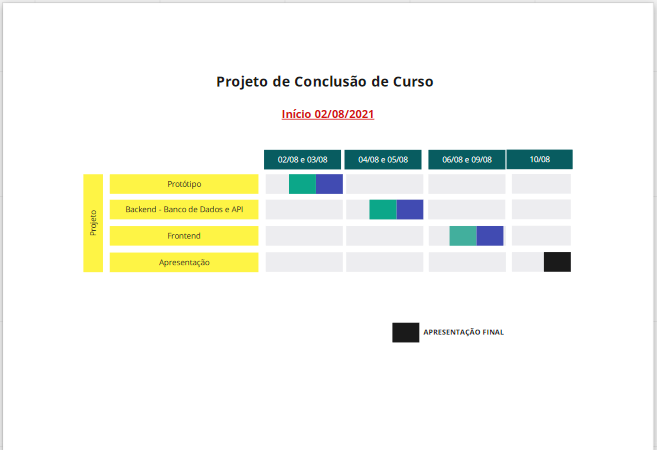 Projeto de Conclusão de Curso
Início 02/08/2021
02/08 e 03/08 04/08 e 05/08 06/08 e 09/08 10/08
Projeto
Protótipo
Backend - Banco de Dados e API
Frontend
Apresentação
APRESENTAÇÃO FINAL